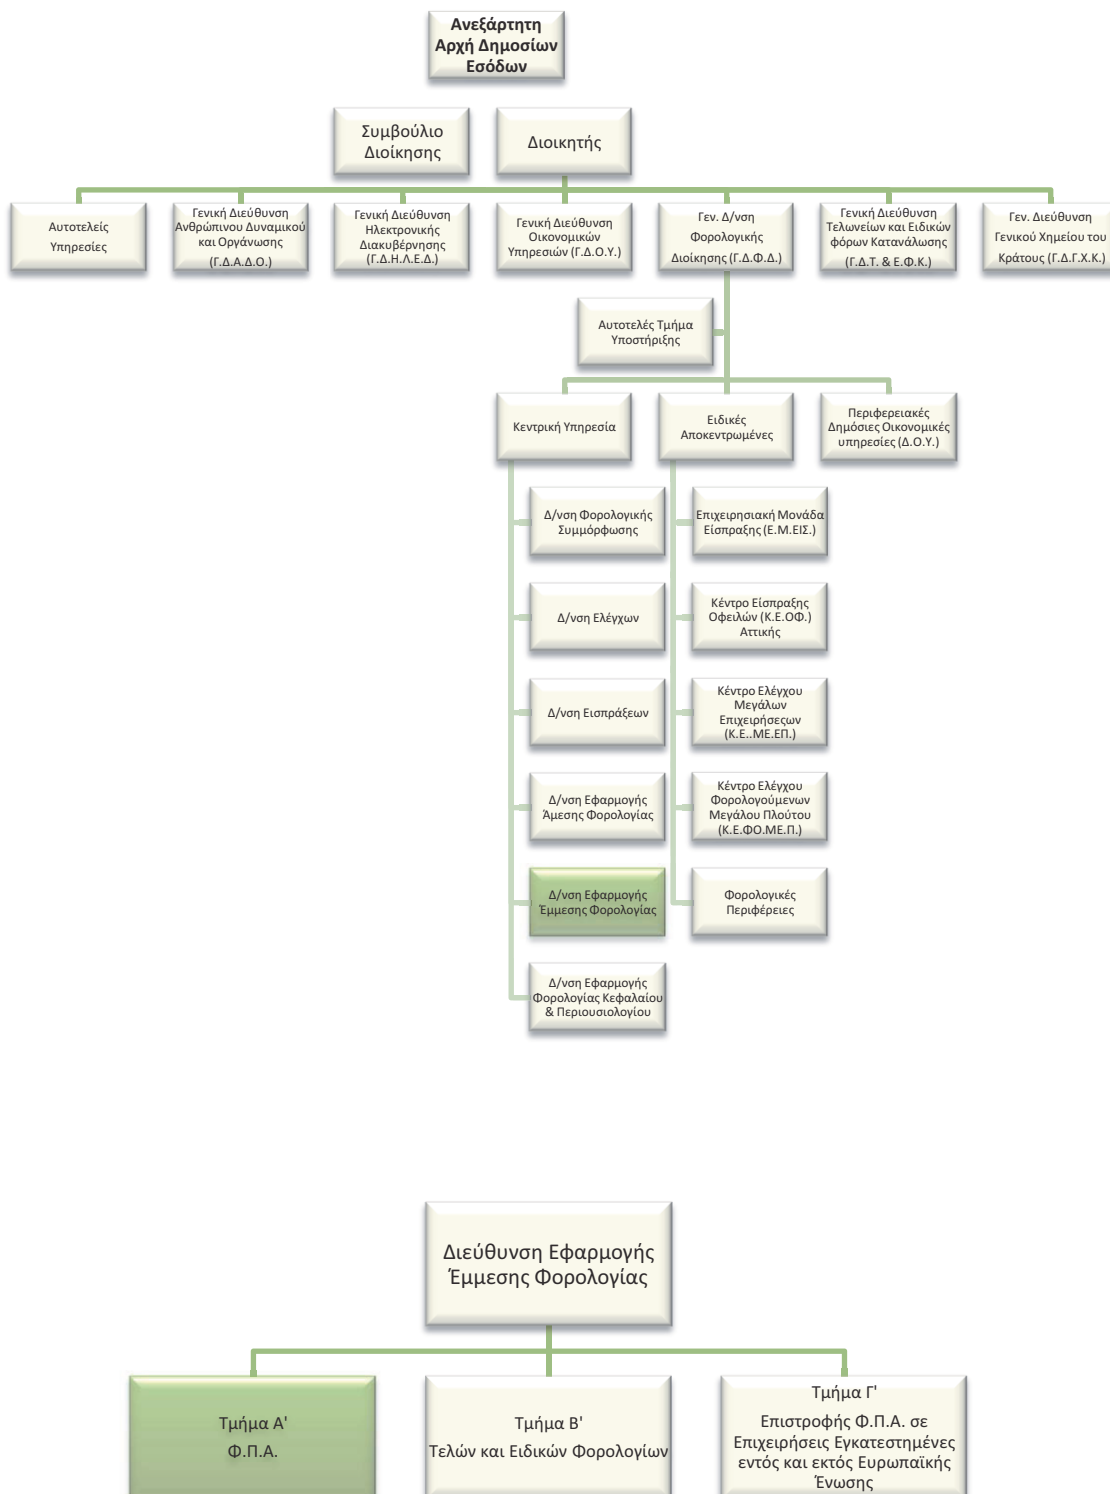 Ανεξάρτητη
Αρχή Δημοσίων
Εσόδων
Συμβούλιο
Διοίκησης
Διοικητής
Αυτοτελείς
Υπηρεσίες
Γενική Διεύθυνση
Ανθρώπινου Δυναμικού
και Οργάνωσης
(Γ.Δ.Α.Δ.Ο.)
Γενική Διεύθυνση
Ηλεκτρονικής
Διακυβέρνησης
(Γ.Δ.Η.Λ.Ε.Δ.)
Γενική Διεύθυνση
Οικονομικών
Υπηρεσιών (Γ.Δ.Ο.Υ.)
Γεν. Δ/νση
Φορολογικής
Διοίκησης (Γ.Δ.Φ.Δ.)
Γενική Διεύθυνση
Τελωνείων και Ειδικών
φόρων Κατανάλωσης
(Γ.Δ.Τ. & Ε.Φ.Κ.)
Γεν. Διεύθυνση
Γενικού Χημείου του
Κράτους (Γ.Δ.Γ.Χ.Κ.)
Αυτοτελές Τμήμα
Υποστήριξης
Κεντρική Υπηρεσία
Ειδικές
Αποκεντρωμένες
Περιφερειακές
Δημόσιες Οικονομικές
υπηρεσίες (Δ.Ο.Υ.)
Δ/νση Φορολογικής
Συμμόρφωσης
Δ/νση Ελέγχων
Δ/νση Εισπράξεων
Δ/νση Εφαρμογής
Άμεσης Φορολογίας
Δ/νση Εφαρμογής
Έμμεσης Φορολογίας
Δ/νση Εφαρμογής
Φορολογίας Κεφαλαίου
& Περιουσιολογίου
Επιχειρησιακή Μονάδα
Είσπραξης (Ε.Μ.ΕΙΣ.)
Κέντρο Είσπραξης
Οφειλών (Κ.Ε.ΟΦ.)
Αττικής
Κέντρο Ελέγχου
Μεγάλων
Επιχειρήσεςων
(Κ.Ε..ΜΕ.ΕΠ.)
Κέντρο Ελέγχου
Φορολογούμενων
Μεγάλου Πλούτου
(Κ.Ε.ΦΟ.ΜΕ.Π.)
Φορολογικές
Περιφέρειες
Διεύθυνση Εφαρμογής
Έμμεσης Φορολογίας
Τμήμα Α'
Φ.Π.Α.
Τμήμα Β'
Τελών και Ειδικών Φορολογίων
Τμήμα Γ'
Επιστροφής Φ.Π.Α. σε
Επιχειρήσεις Εγκατεστημένες
εντός και εκτός Ευρωπαϊκής
Ένωσης